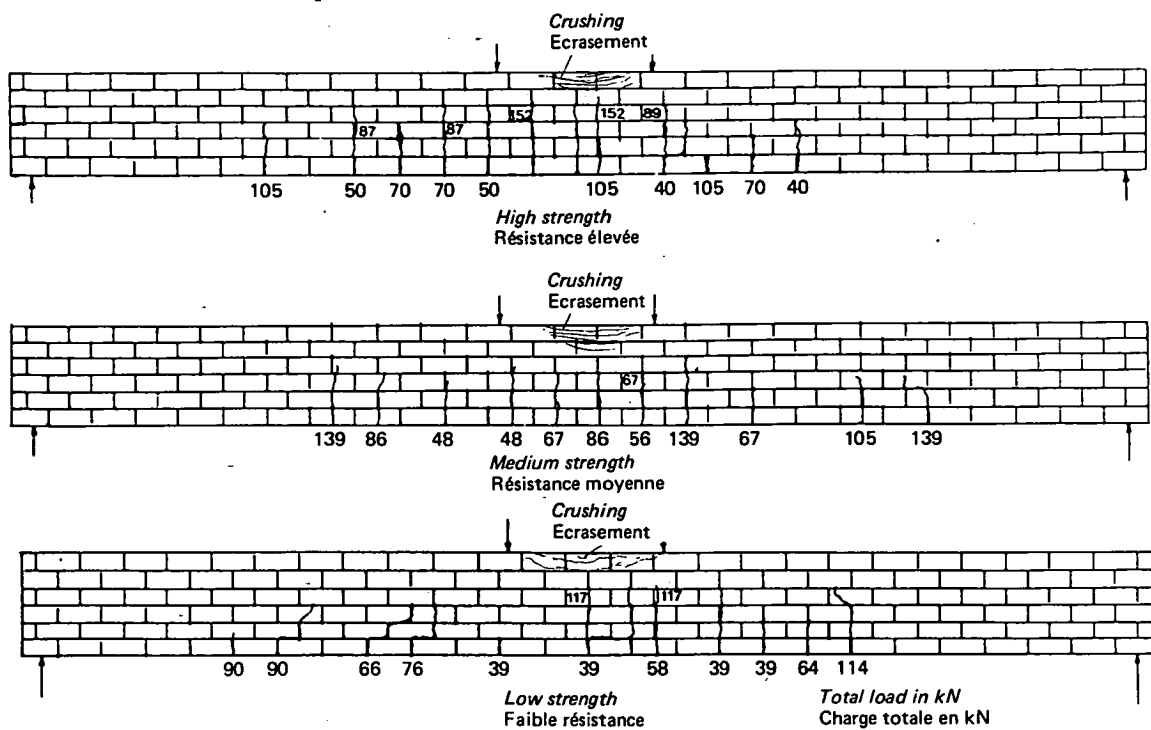 Crushing
Ecrasement
152 152 89
87 87
105 50 70 70 50 105 40 105 70 40
High strength
Résistance élevée
Crushing
Ecrasement
67
139 86 48 48 67 86 56 139 67 105 139
Medium strength
Résistance moyenne
Crushing
Ecrasement
117 117
90 90 66 76 39 39 58 39 39 64 114
Low strength
Faible résistance
Total load in kN
Charge totale en kN